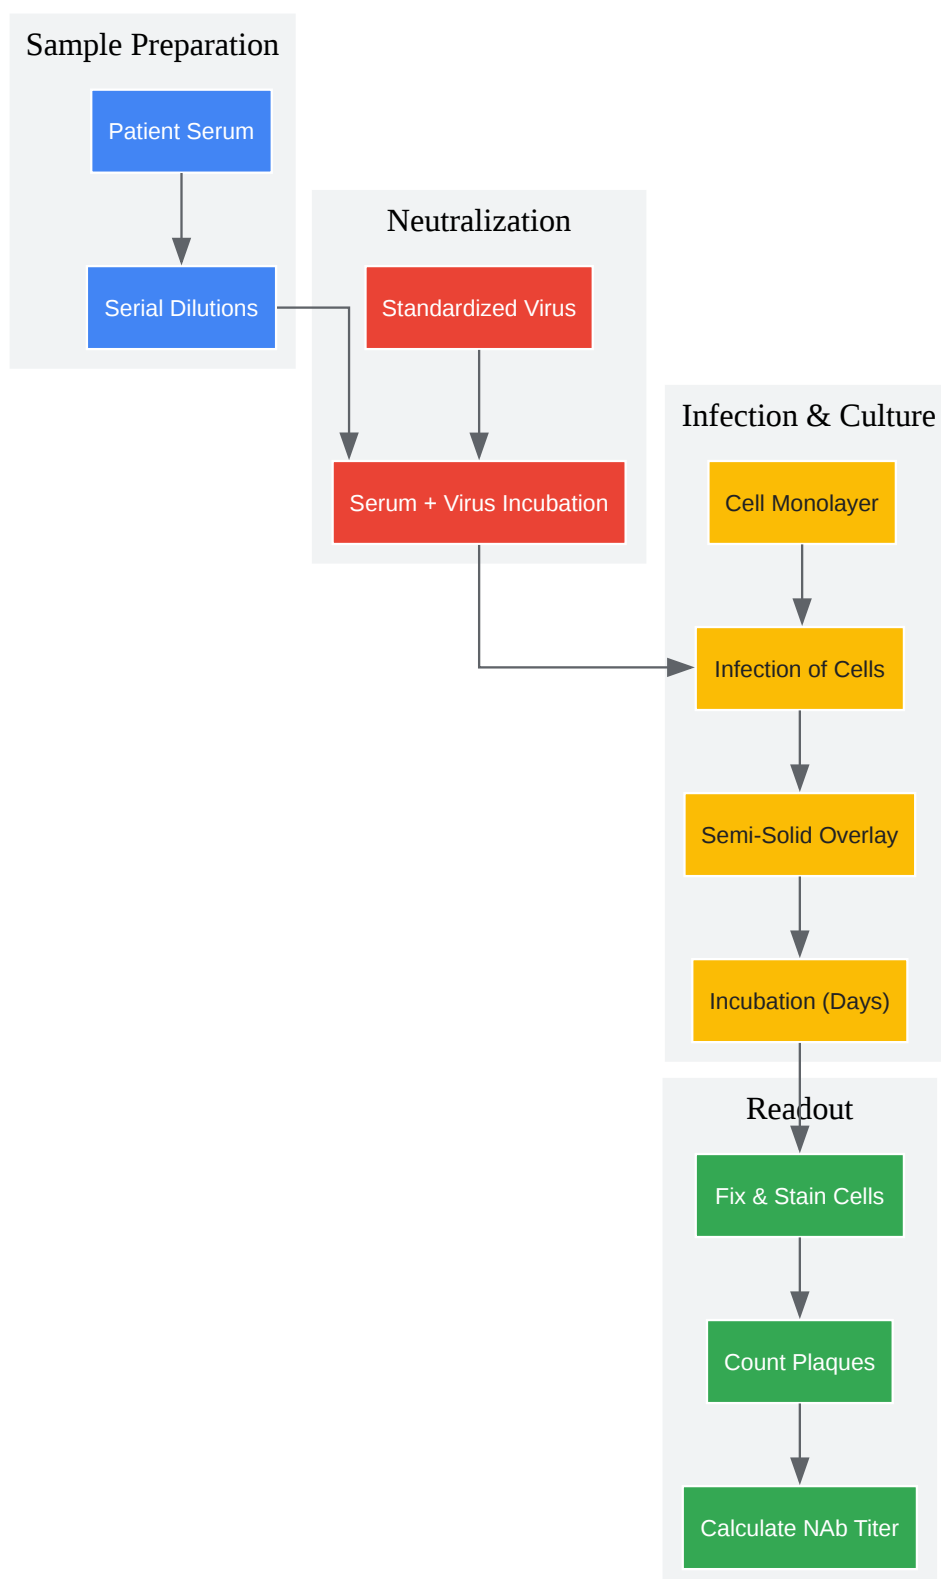 Sample Preparation
Patient Serum
Serial Dilutions
Neutralization
Standardized Virus
Serum + Virus Incubation
Infection & Culture
Cell Monolayer
Infection of Cells
Semi-Solid Overlay
Incubation (Days)
Readout
Fix & Stain Cells
Count Plaques
Calculate NAb Titer